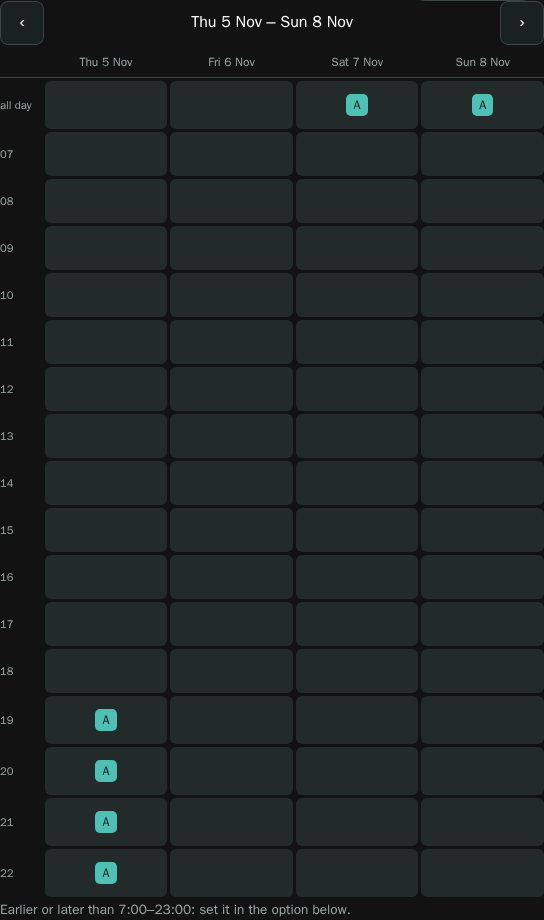 ‹ Thu 5 Nov – Sun 8 Nov ›
Thu 5 Nov Fri 6 Nov Sat 7 Nov Sun 8 Nov
all day A A
07
08
09
10
11
12
13
14
15
16
17
18
19 A
20 A
21 A
22 A
Earlier or later than 7:00–23:00: set it in the option below.